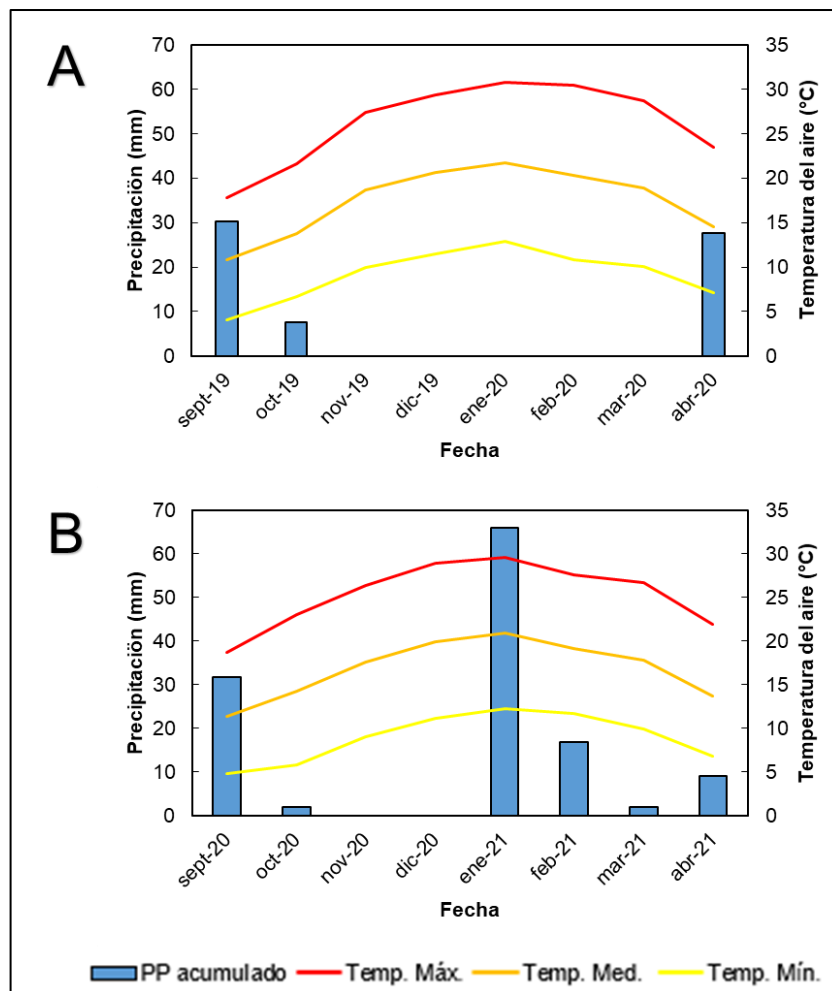 A
70
60
50
40
30
20
10
0
Precipitaciön (mm)
35
30
25
20
15
10
5
0
Temperatura del aire (°C)
sept-19 oct-19 nov-19 dic-19 ene-20 feb-20 mar-20 abr-20
Fecha
B
70
60
50
40
30
20
10
0
Precipitaciön (mm)
35
30
25
20
15
10
5
0
Temperatura del aire (°C)
sept-20 oct-20 nov-20 dic-20 ene-21 feb-21 mar-21 abr-21
Fecha
PP acumulado Temp. Máx. Temp. Med. Temp. Mín.